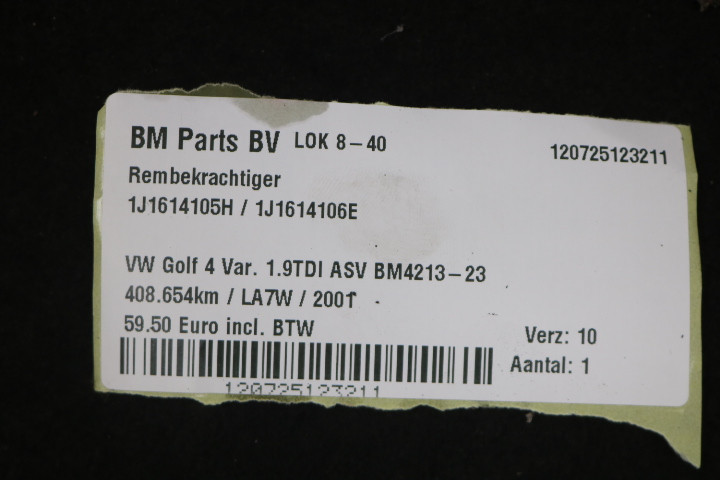 BM Parts BV LOK 8-40
120725123211
Rembekrachtiger
1J1614105H / 1J1614106E
VW Golf 4 Var. 1.9TDI ASV BM4213-23
408.654km / LA7W / 2001
59.50 Euro incl. BTW
Verz: 10
Aantal: 1
120725123211